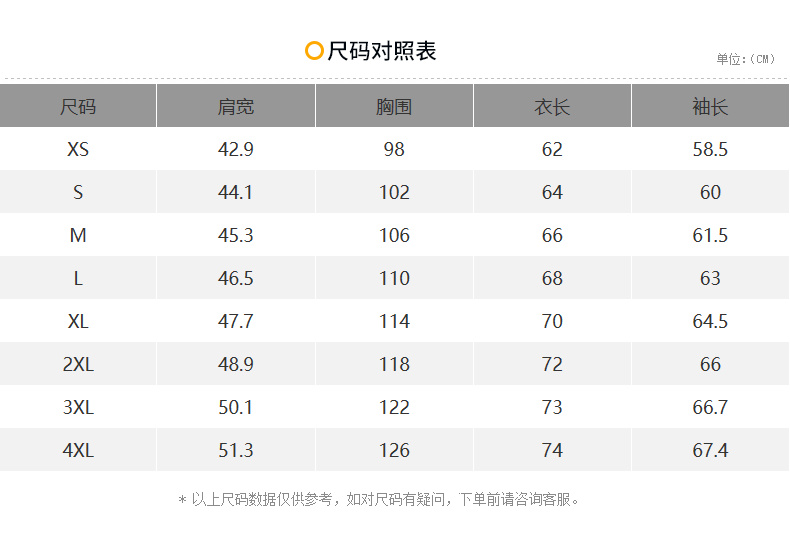 尺码对照表
单位:(CM)
尺码 肩宽 胸围 衣长 袖长
XS 42.9 98 62 58.5
S 44.1 102 64 60
M 45.3 106 66 61.5
L 46.5 110 68 63
XL 47.7 114 70 64.5
2XL 48.9 118 72 66
3XL 50.1 122 73 66.7
4XL 51.3 126 74 67.4
* 以上尺码数据仅供参考，如对尺码有疑问，下单前请咨询客服。